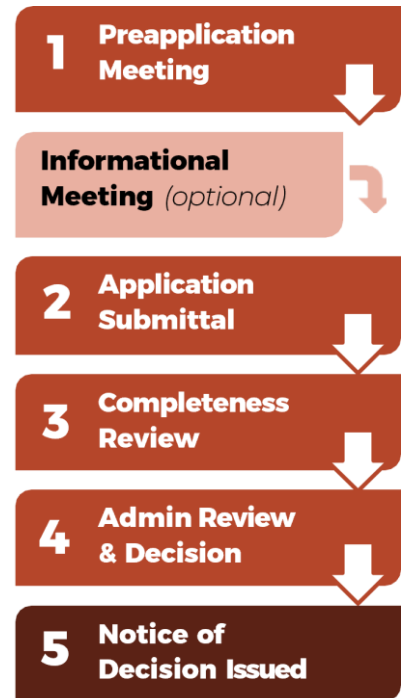 1
Preapplication
Meeting
Informational
Meeting (optional)
2
Application
Submittal
3
Completeness
Review
4
Admin Review
& Decision
5
Notice of
Decision Issued